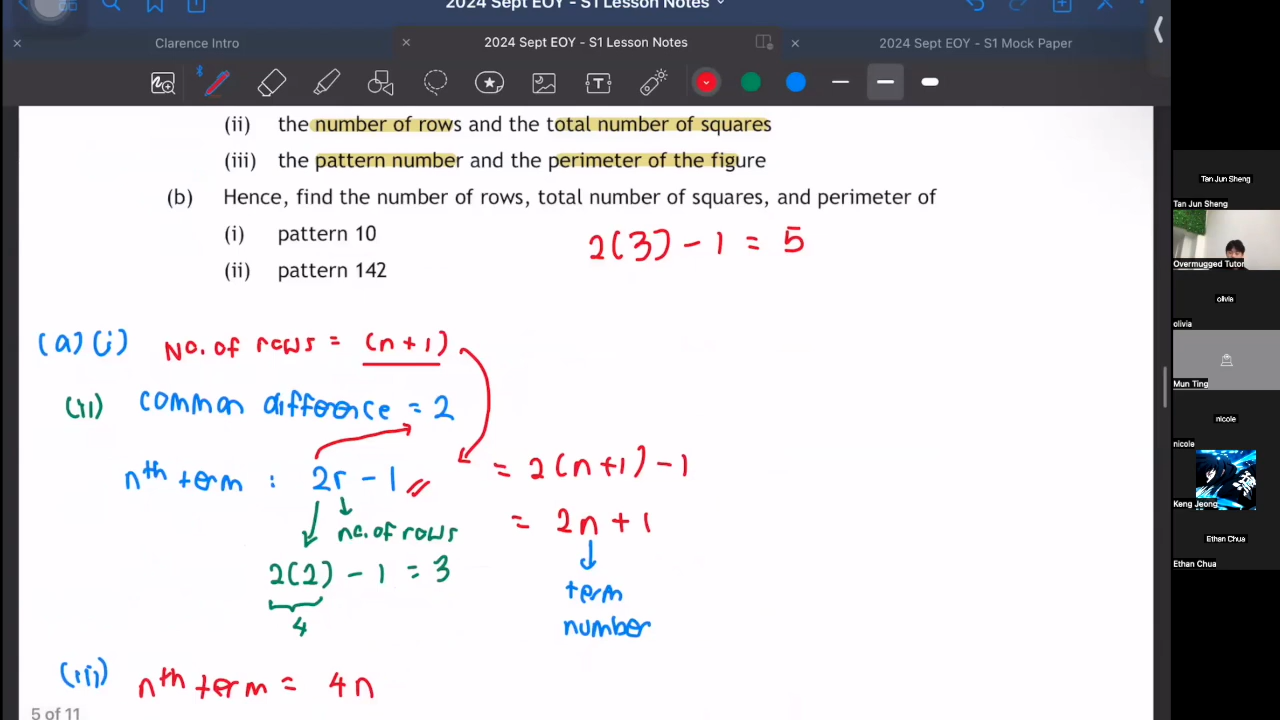 2024 Sept EOY - S1 Lesson Notes
Clarence Intro
2024 Sept EOY - S1 Lesson Notes
2024 Sept EOY - S1 Mock Paper
(ii) the number of rows and the total number of squares
(iii) the pattern number and the perimeter of the figure
(b) Hence, find the number of rows, total number of squares, and perimeter of
(i) pattern 10
2(3) - 1 = 5
(ii) pattern 142
(a)(i) No. of rows = (n+1)
(ii) common difference = 2
nth term : 2r - 1
= 2(n+1) - 1
no. of rows
= 2n + 1
2(2) - 1 = 3
4
term
number
(iii) nth term = 4n
5 of 11
Tan Jun Sheng
Tan Jun Sheng
Overmugged Tutor
olivia
olivia
Mun Ting
nicole
nicole
Keng Jeong
Ethan Chua
Ethan Chua